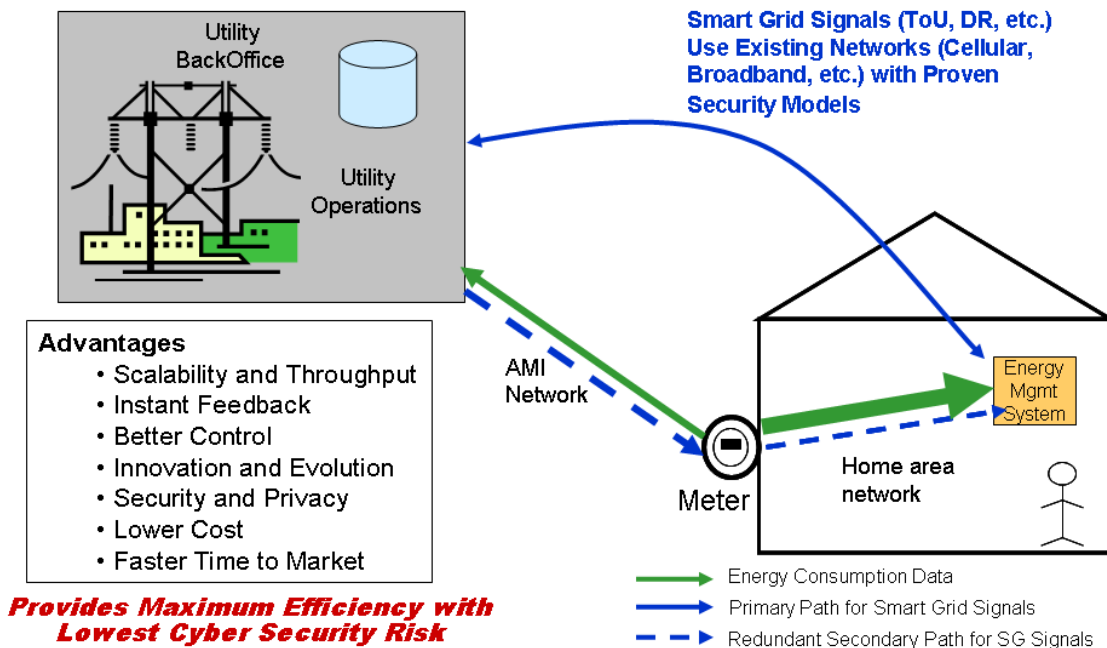 Utility
BackOffice
Smart Grid Signals (ToU, DR, etc.)
Use Existing Networks (Cellular,
Broadband, etc.) with Proven
Security Models
Utility
Operations
Advantages
• Scalability and Throughput
• Instant Feedback
• Better Control
• Innovation and Evolution
• Security and Privacy
• Lower Cost
• Faster Time to Market
AMI
Network
Energy
Mgmt
System
Home area
network
Meter
Provides Maximum Efficiency with
Lowest Cyber Security Risk
Energy Consumption Data
Primary Path for Smart Grid Signals
Redundant Secondary Path for SG Signals